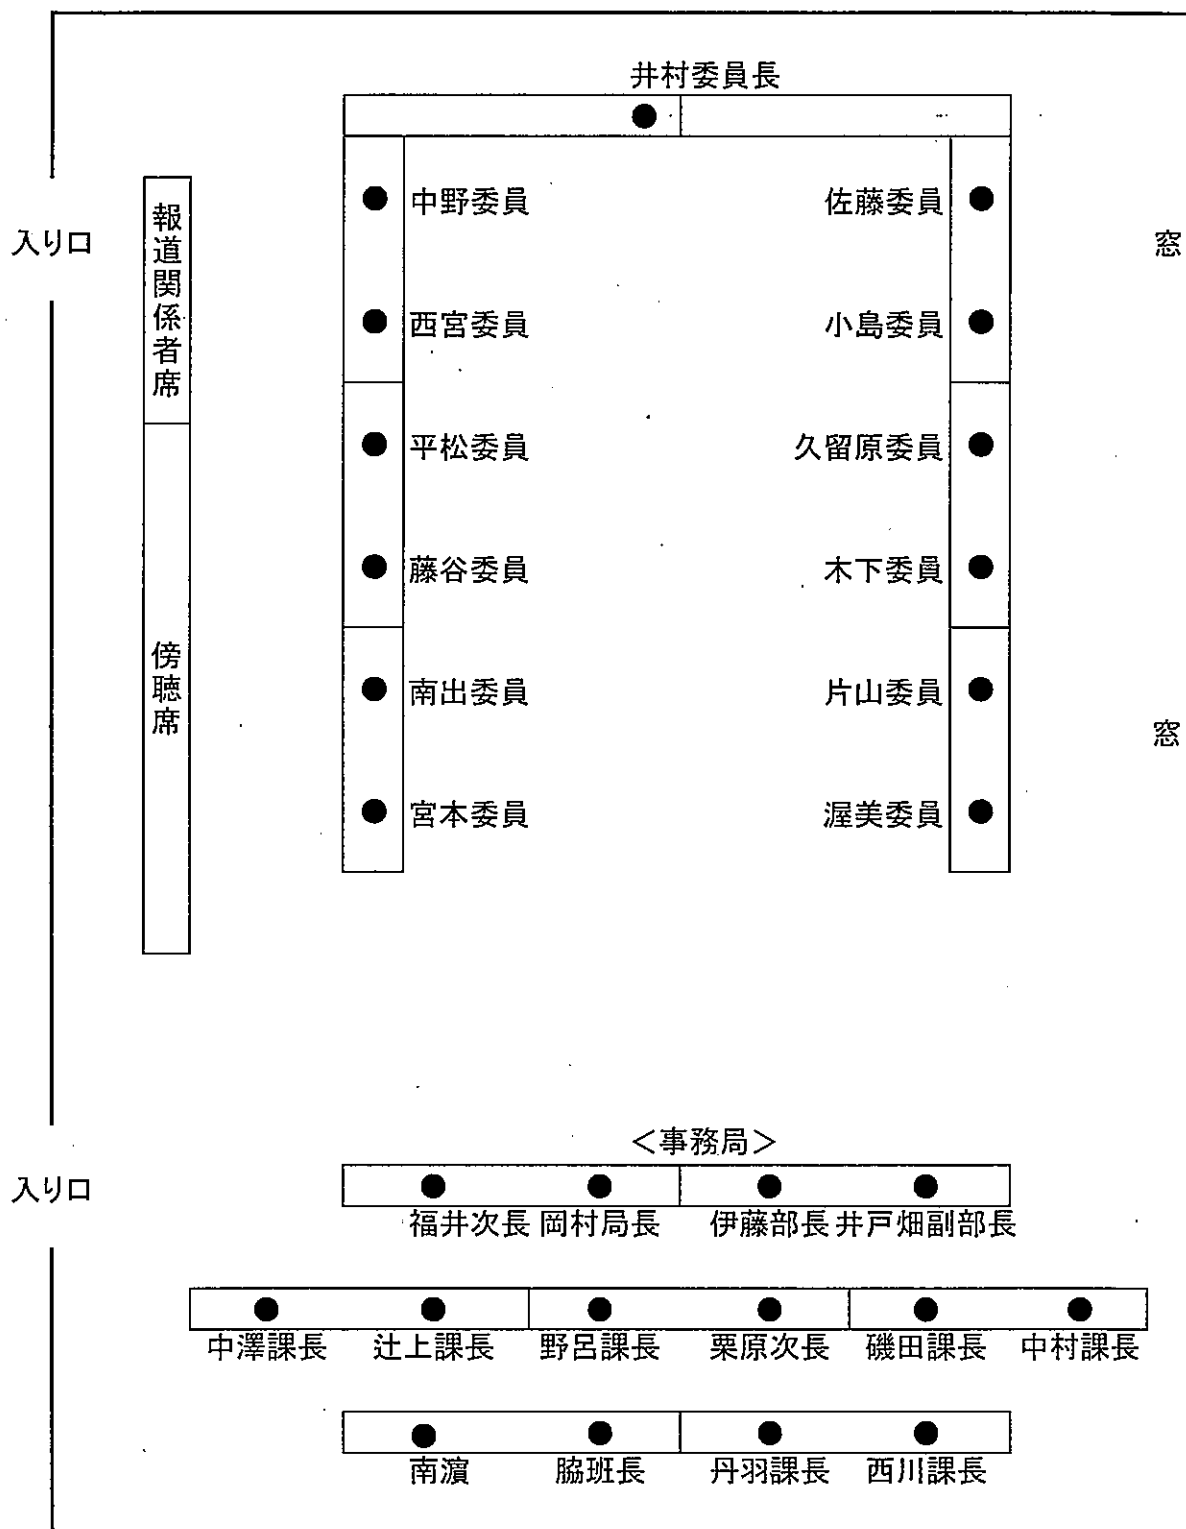 井村委員長
中野委員
佐藤委員
入り口
報道関係者席
窓
西宮委員
小島委員
平松委員
久留原委員
藤谷委員
木下委員
傍聴席
南出委員
片山委員
窓
宮本委員
渥美委員
＜事務局＞
入り口
福井次長 岡村局長 伊藤部長 井戸畑副部長
中澤課長 辻上課長 野呂課長 栗原次長 磯田課長 中村課長
南濵 脇班長 丹羽課長 西川課長